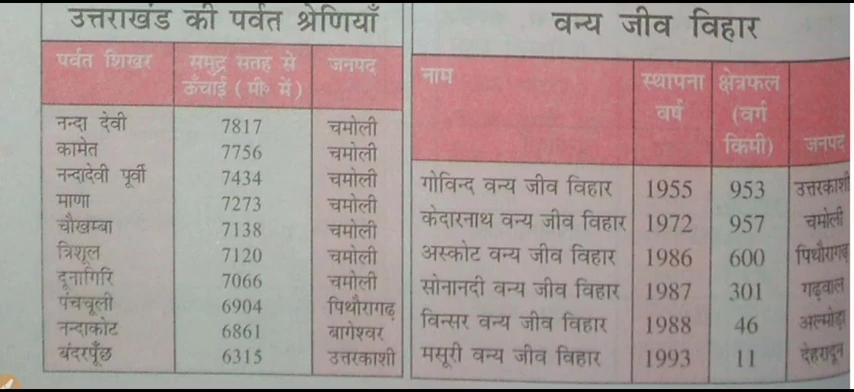 उत्तराखंड की पर्वत श्रेणियाँ
पर्वत शिखर समुद्र सतह से जनपद
ऊँचाई ( मी॰ में)
नन्दा देवी 7817 चमोली
कामेत 7756 चमोली
नन्दादेवी पूर्वी 7434 चमोली
माणा 7273 चमोली
चौखम्बा 7138 चमोली
त्रिशूल 7120 चमोली
दूनागिरि 7066 चमोली
पंचचूली 6904 पिथौरागढ़
नन्दाकोट 6861 बागेश्वर
बंदरपूँछ 6315 उत्तरकाशी
वन्य जीव विहार
नाम स्थापना क्षेत्रफल
वर्ष (वर्ग
किमी) जनपद
गोविन्द वन्य जीव विहार 1955 953 उत्तरकाशी
केदारनाथ वन्य जीव विहार 1972 957 चमोली
अस्कोट वन्य जीव विहार 1986 600 पिथौरागढ़
सोनानदी वन्य जीव विहार 1987 301 गढ़वाल
विन्सर वन्य जीव विहार 1988 46 अल्मोड़ा
मसूरी वन्य जीव विहार 1993 11 देहरादून